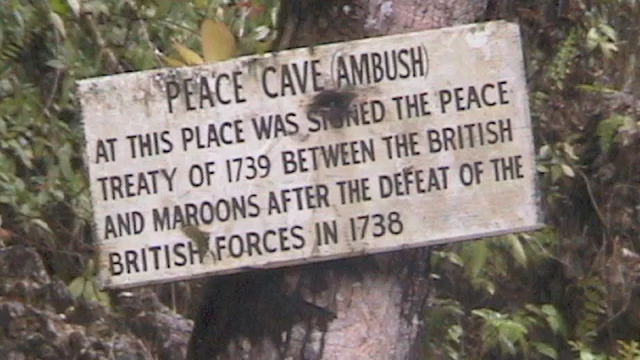 PEACE CAVE (AMBUSH)
AT THIS PLACE WAS SIGNED THE PEACE
TREATY OF 1739 BETWEEN THE BRITISH
AND MAROONS AFTER THE DEFEAT OF THE
BRITISH FORCES IN 1738